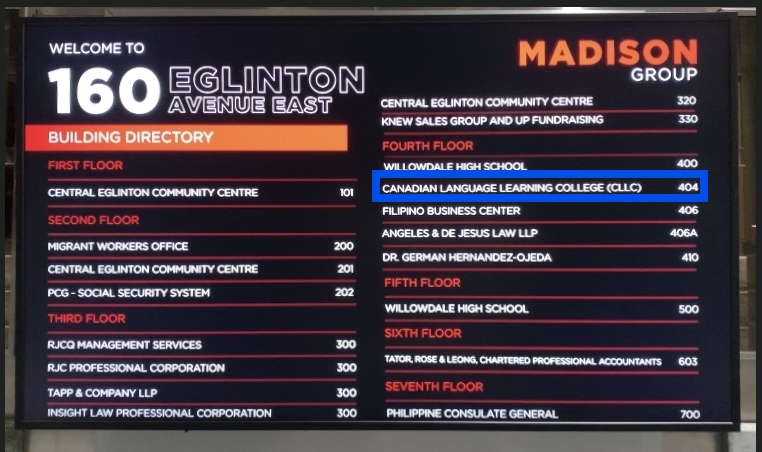 WELCOME TO
160 EGLINTON
AVENUE EAST
BUILDING DIRECTORY
FIRST FLOOR
CENTRAL EGLINTON COMMUNITY CENTRE 101
SECOND FLOOR
MIGRANT WORKERS OFFICE 200
CENTRAL EGLINTON COMMUNITY CENTRE 201
PCG - SOCIAL SECURITY SYSTEM 202
THIRD FLOOR
RJCQ MANAGEMENT SERVICES 300
RJC PROFESSIONAL CORPORATION 300
TAPP & COMPANY LLP 300
INSIGHT LAW PROFESSIONAL CORPORATION 300
MADISON
GROUP
CENTRAL EGLINTON COMMUNITY CENTRE 320
KNEW SALES GROUP AND UP FUNDRAISING 330
FOURTH FLOOR
WILLOWDALE HIGH SCHOOL 400
CANADIAN LANGUAGE LEARNING COLLEGE (CLLC) 404
FILIPINO BUSINESS CENTER 406
ANGELES & DE JESUS LAW LLP 406A
DR. GERMAN HERNANDEZ-OJEDA 410
FIFTH FLOOR
WILLOWDALE HIGH SCHOOL 500
SIXTH FLOOR
TATOR, ROSE & LEONG, CHARTERED PROFESSIONAL ACCOUNTANTS 603
SEVENTH FLOOR
PHILIPPINE CONSULATE GENERAL 700